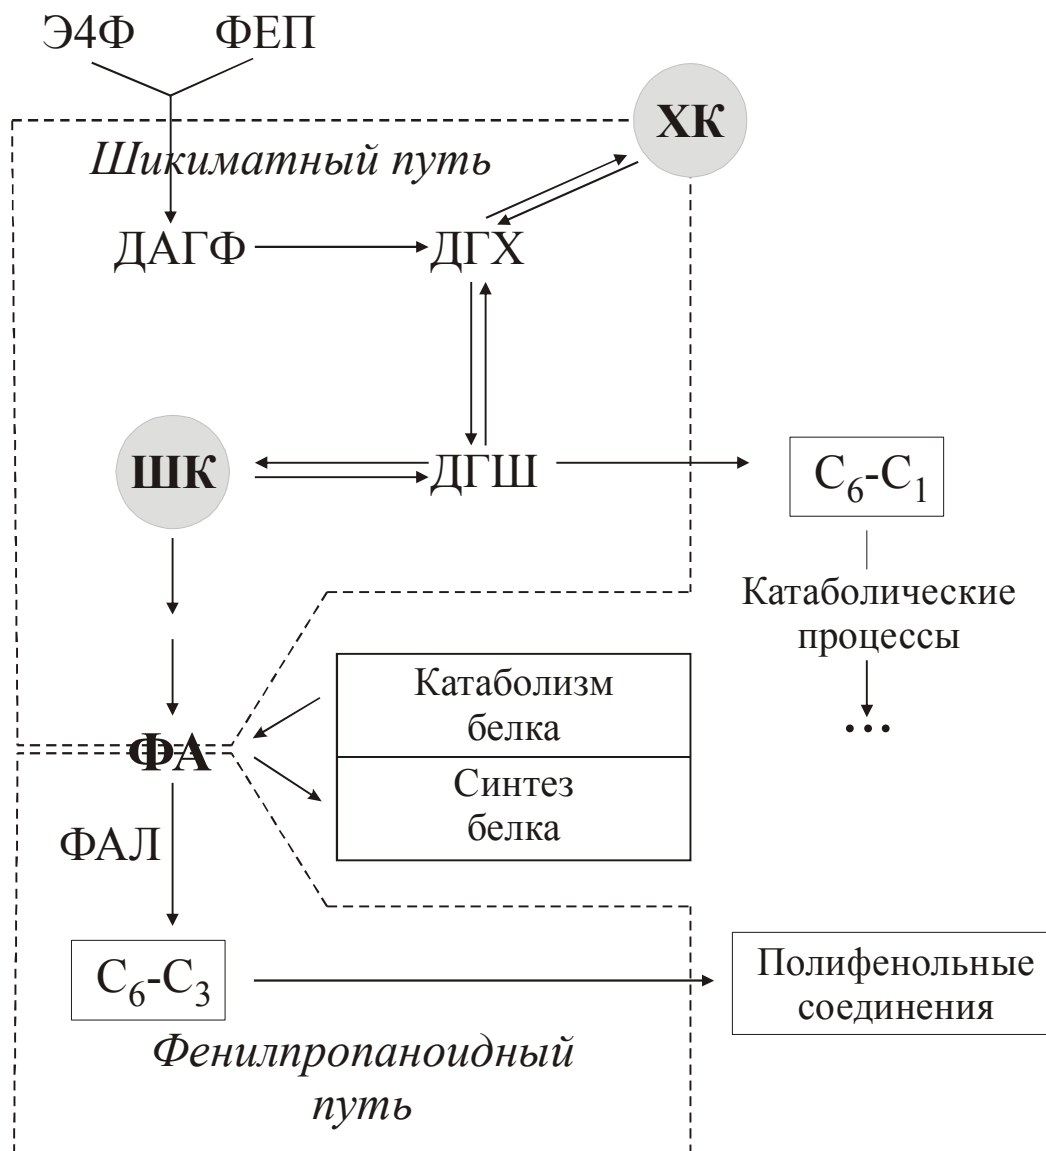 Э4Ф ФЕП
ХК
Шикиматный путь
ДАГФ ДГХ
ШК ДГШ C₆-C₁
Катаболические
процессы
...
Катаболизм
белка
ФА
Синтез
белка
ФАЛ
C₆-C₃
Полифенольные
соединения
Фенилпропаноидный
путь